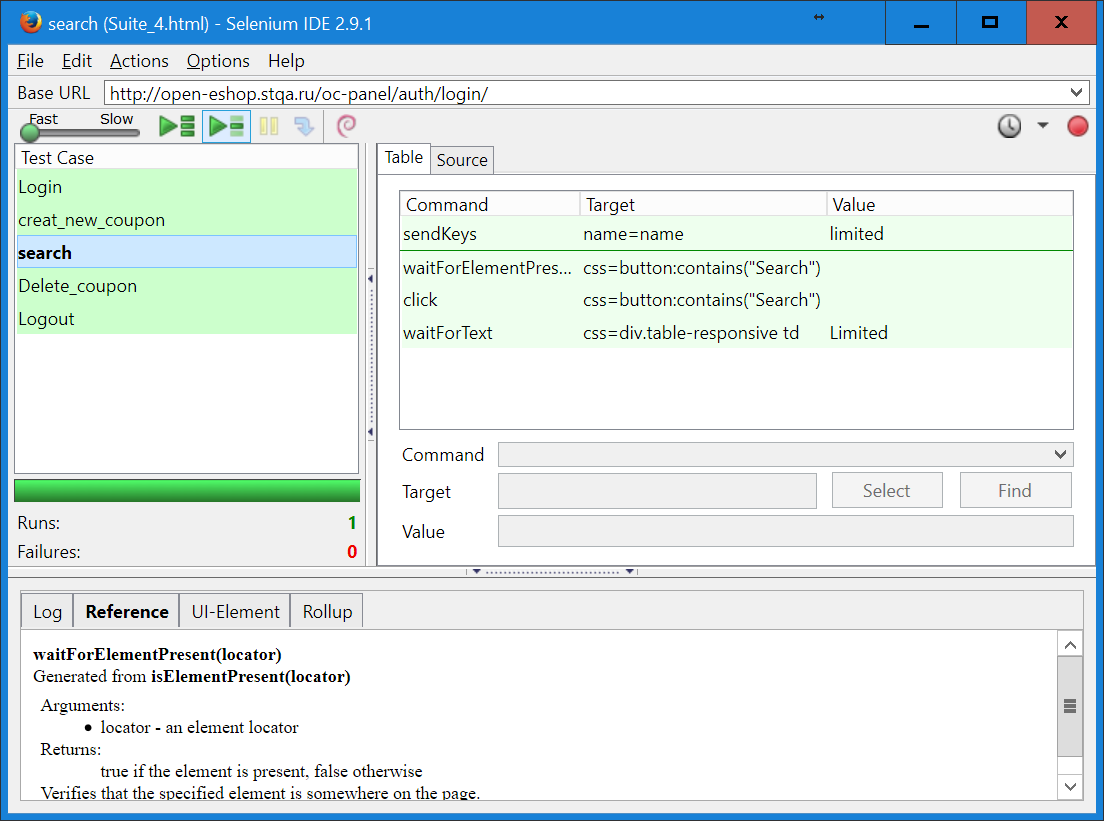 search (Suite_4.html) - Selenium IDE 2.9.1
File Edit Actions Options Help
Base URL http://open-eshop.stqa.ru/oc-panel/auth/login/
Fast Slow
Test Case
Login
creat_new_coupon
search
Delete_coupon
Logout
Runs: 1
Failures: 0
Table Source
Command Target Value
sendKeys name=name limited
waitForElementPres... css=button:contains("Search")
click css=button:contains("Search")
waitForText css=div.table-responsive td Limited
Command
Target Select Find
Value
Log Reference UI-Element Rollup
waitForElementPresent(locator)
Generated from isElementPresent(locator)
Arguments:
• locator - an element locator
Returns:
true if the element is present, false otherwise
Verifies that the specified element is somewhere on the page.